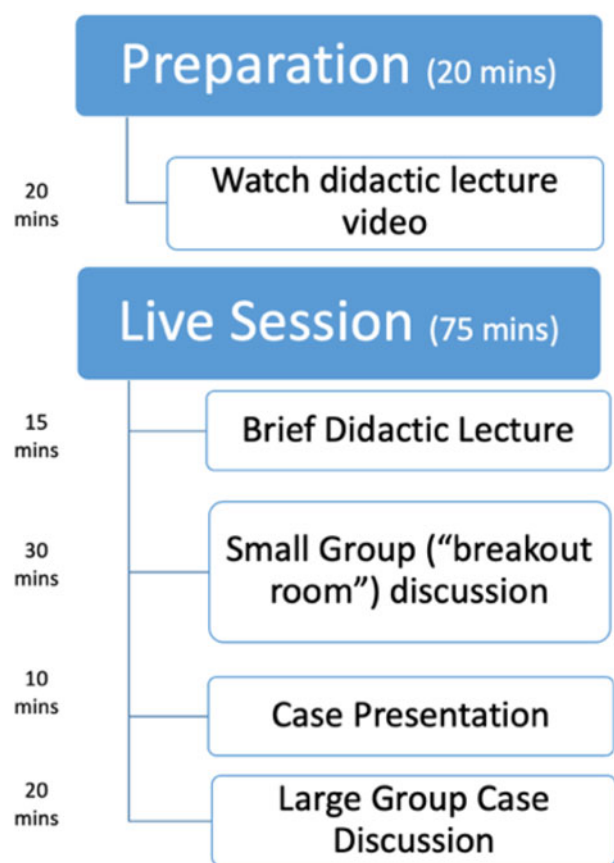 Preparation (20 mins)
20
mins
Watch didactic lecture
video
Live Session (75 mins)
15
mins
Brief Didactic Lecture
30
mins
Small Group (“breakout
room”) discussion
10
mins
Case Presentation
20
mins
Large Group Case
Discussion